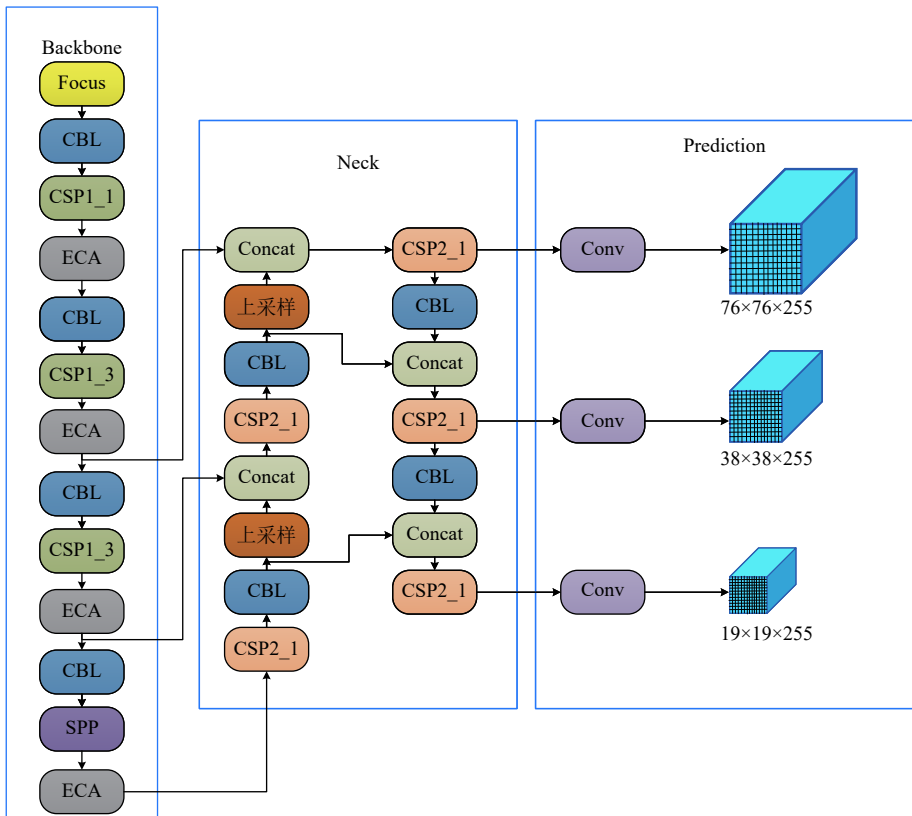 Backbone
Focus
CBL
CSP1_1
ECA
CBL
CSP1_3
ECA
CBL
CSP1_3
ECA
CBL
SPP
ECA
Neck
Concat
上采样
CBL
CSP2_1
Concat
上采样
CBL
CSP2_1
CSP2_1
CBL
Concat
CSP2_1
CBL
Concat
CSP2_1
Prediction
Conv
76×76×255
Conv
38×38×255
Conv
19×19×255